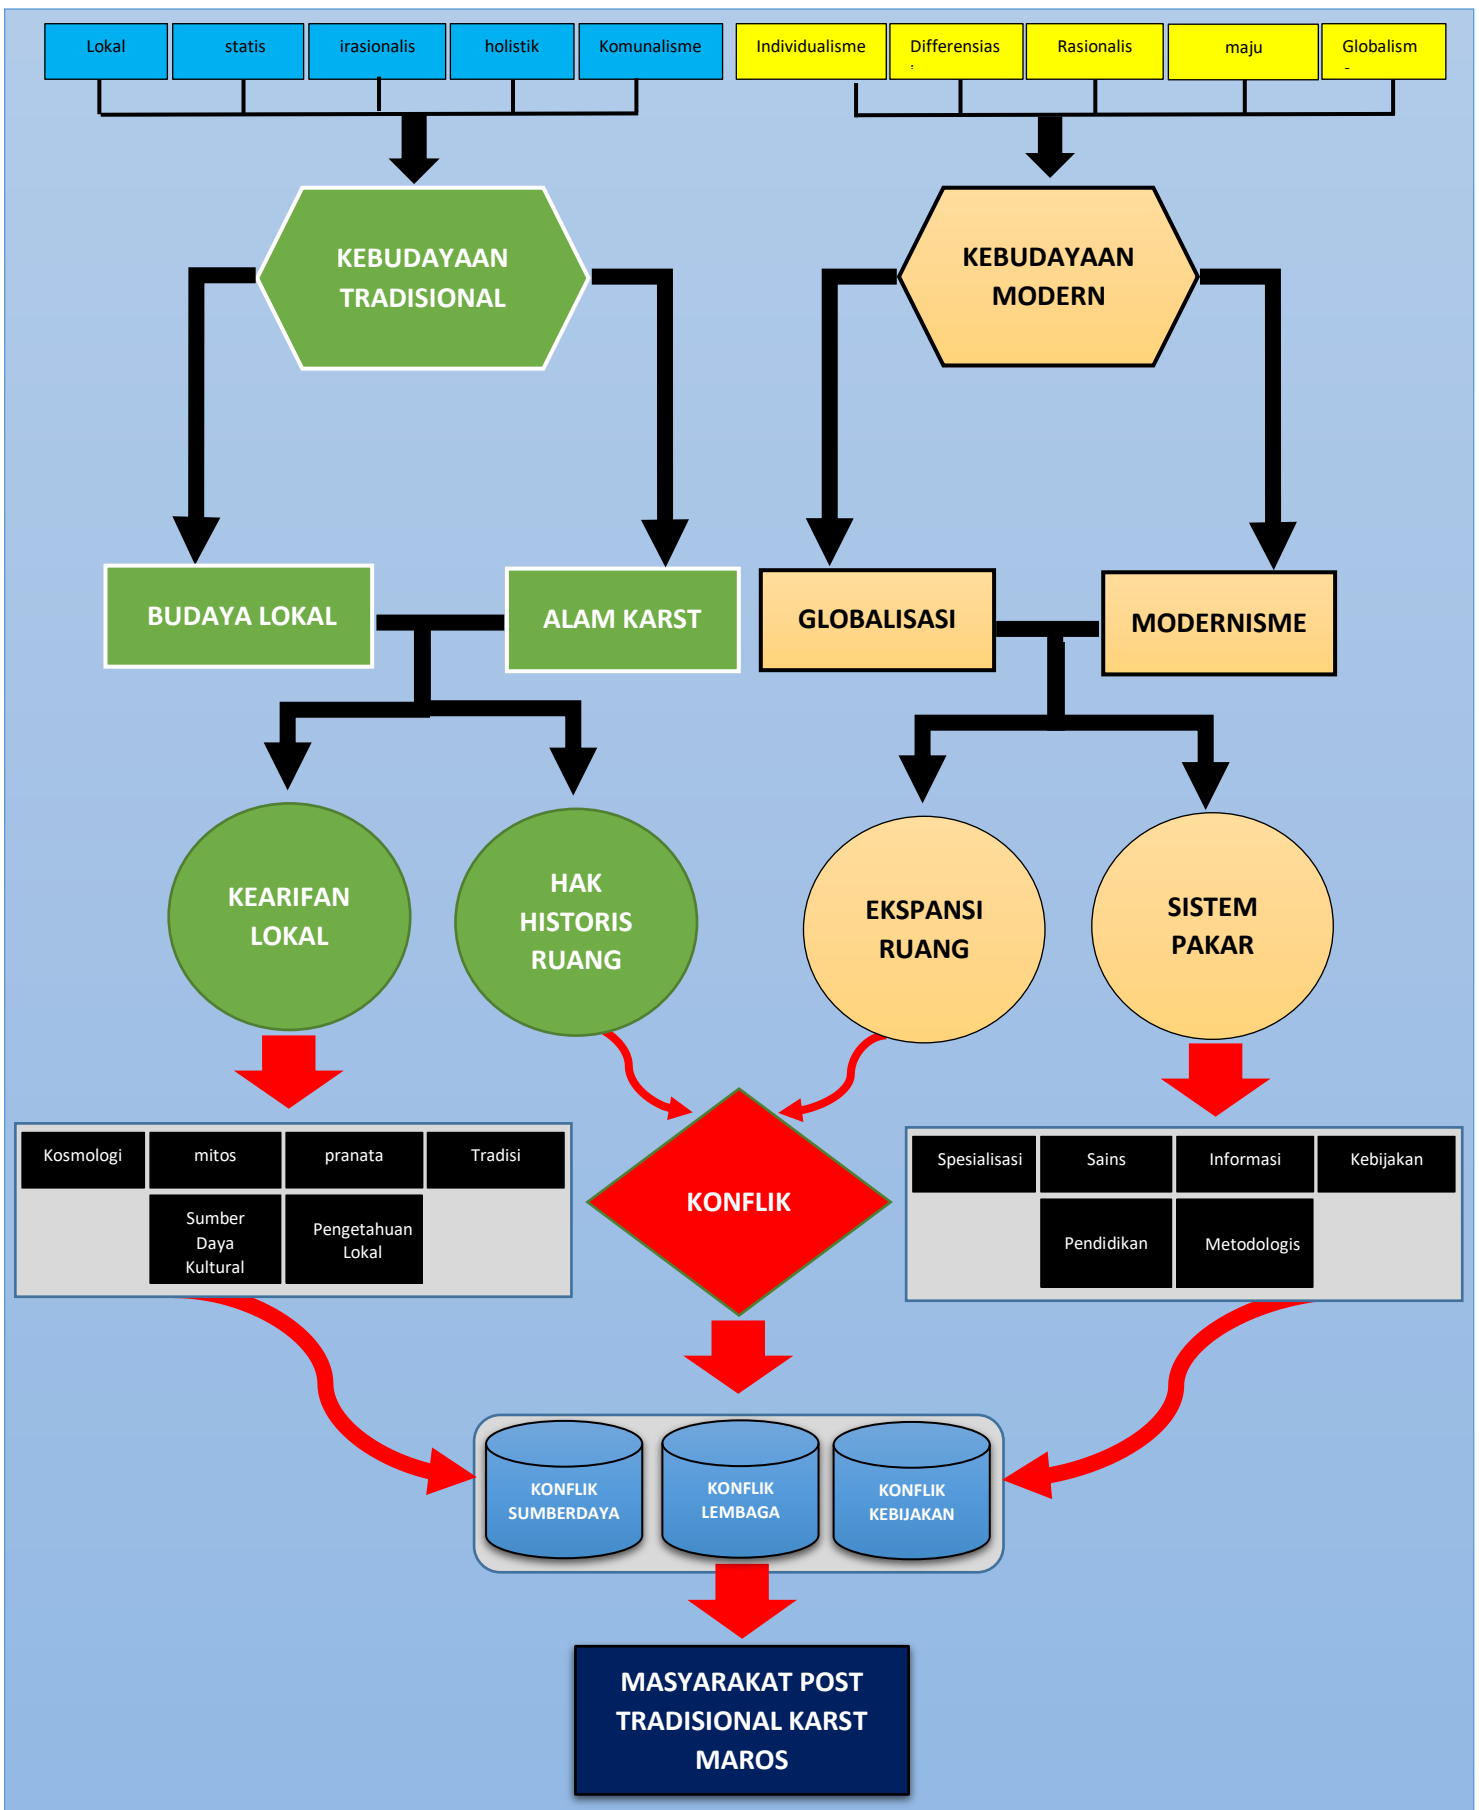 Lokal
statis
irasionalis
holistik
Komunalisme
Individualisme
Differensias
Rasionalis
maju
Globalism
KEBUDAYAAN
TRADISIONAL
KEBUDAYAAN
MODERN
BUDAYA LOKAL
ALAM KARST
GLOBALISASI
MODERNISME
KEARIFAN
LOKAL
HAK
HISTORIS
RUANG
EKSPANSI
RUANG
SISTEM
PAKAR
Kosmologi
mitos
pranata
Tradisi
Sumber
Daya
Kultural
Pengetahuan
Lokal
KONFLIK
Spesialisasi
Sains
Informasi
Kebijakan
Pendidikan
Metodologis
KONFLIK
SUMBERDAYA
KONFLIK
LEMBAGA
KONFLIK
KEBIJAKAN
MASYARAKAT POST
TRADISIONAL KARST
MAROS